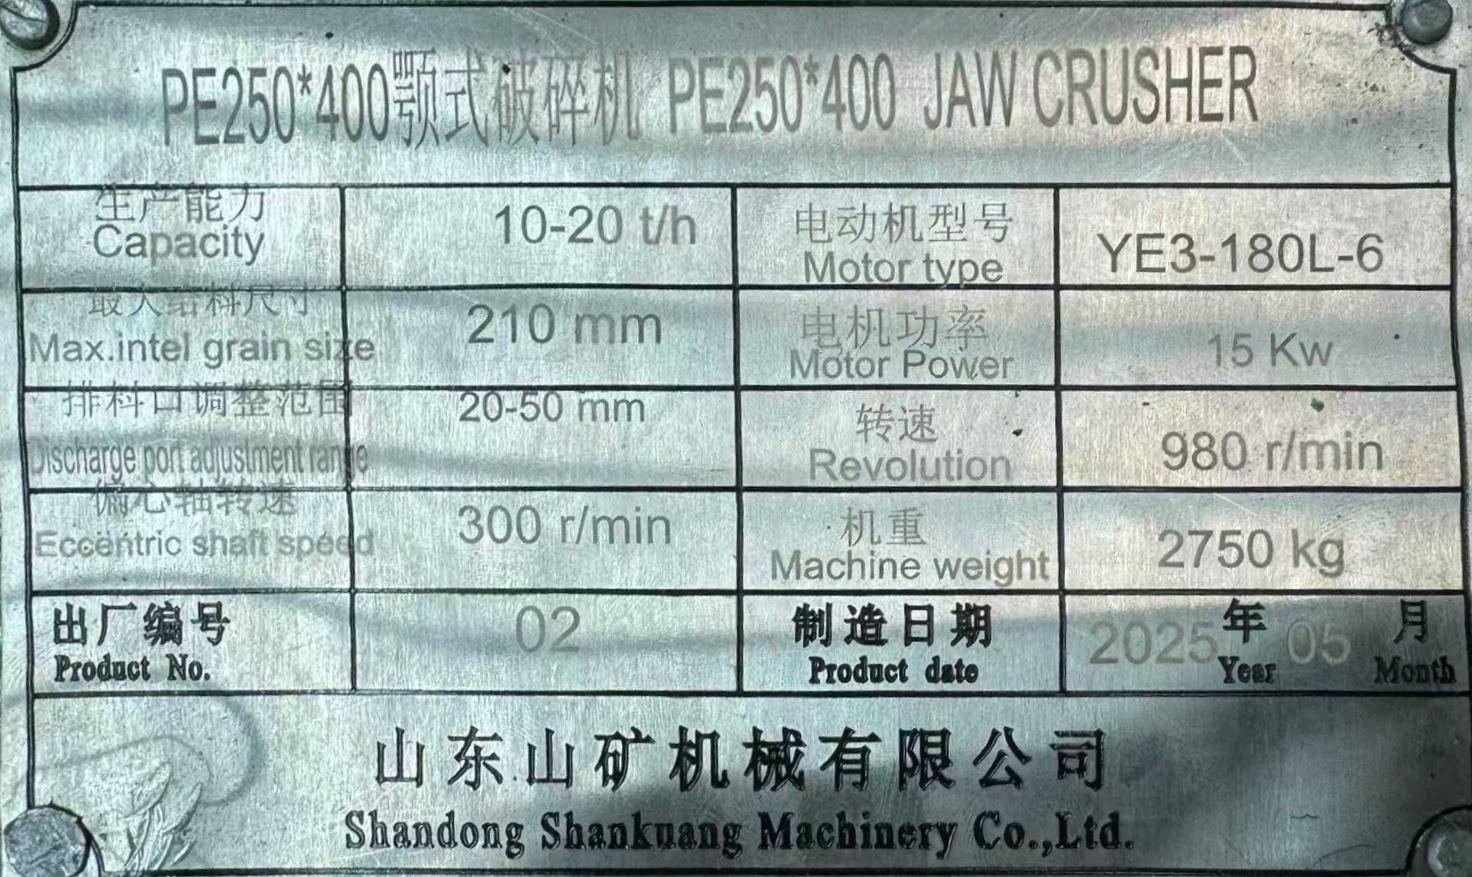 PE250*400颚式破碎机 PE250*400 JAW CRUSHER
生产能力
Capacity
10-20 t/h
电动机型号
Motor type
YE3-180L-6
最大给料尺寸
Max.intel grain size
210 mm
电机功率
Motor Power
15 Kw
排料口调整范围
Discharge port adjustment range
20-50 mm
转速
Revolution
980 r/min
偏心轴转速
Eccentric shaft speed
300 r/min
机重
Machine weight
2750 kg
出厂编号
Product No.
02
制造日期
Product date
2025 年 05 月
Year Month
山东山矿机械有限公司
Shandong Shankuang Machinery Co.,Ltd.